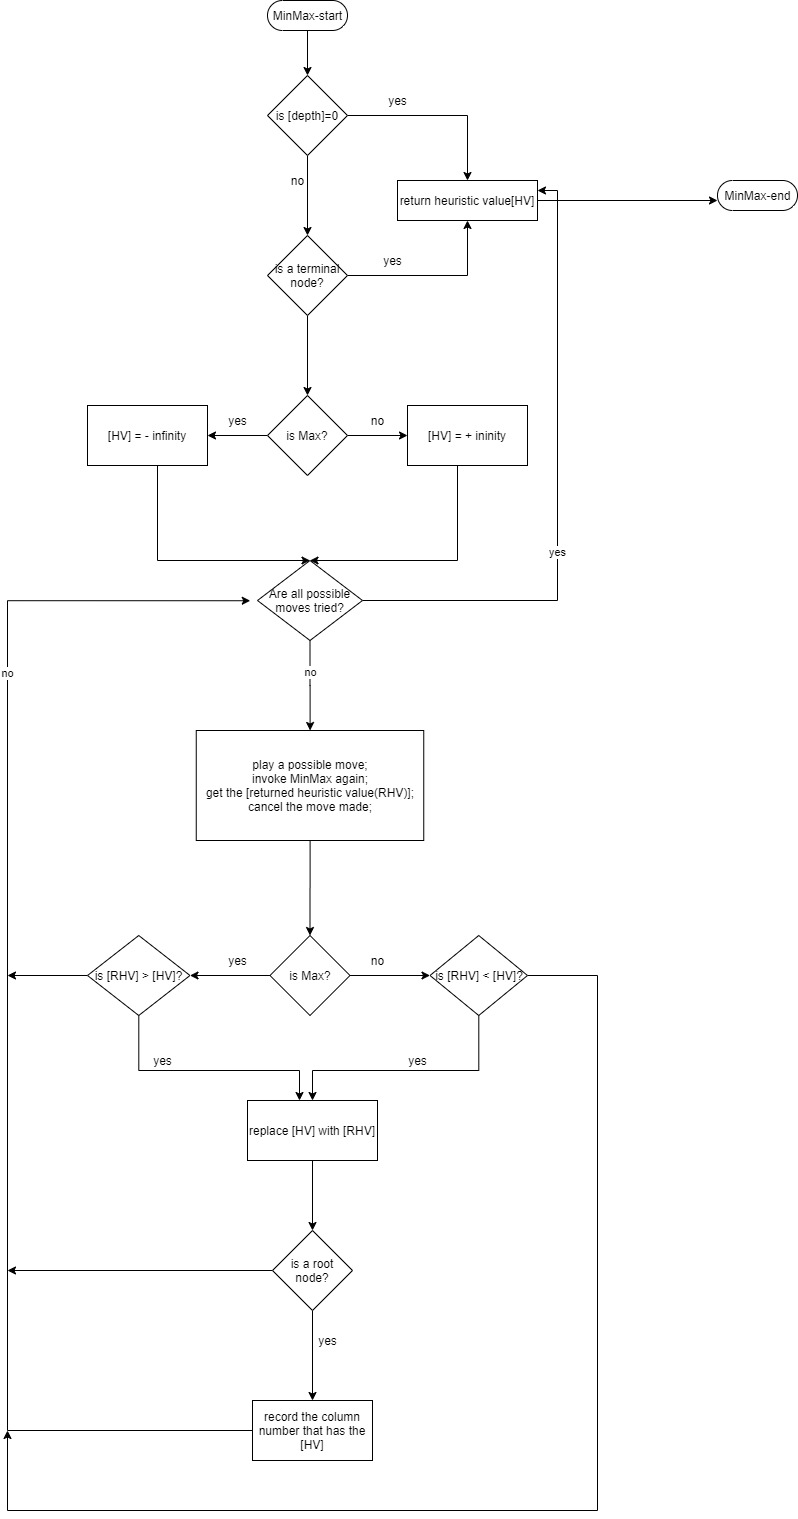 MinMax-start
is [depth]=0
yes
no
return heuristic value[HV]
MinMax-end
is a terminal
node?
yes
[HV] = - infinity
yes
is Max?
no
[HV] = + ininity
yes
Are all possible
moves tried?
no
no
play a possible move;
invoke MinMax again;
get the [returned heuristic value(RHV)];
cancel the move made;
is [RHV] > [HV]?
yes
is Max?
no
is [RHV] < [HV]?
yes
yes
replace [HV] with [RHV]
is a root
node?
yes
record the column
number that has the
[HV]